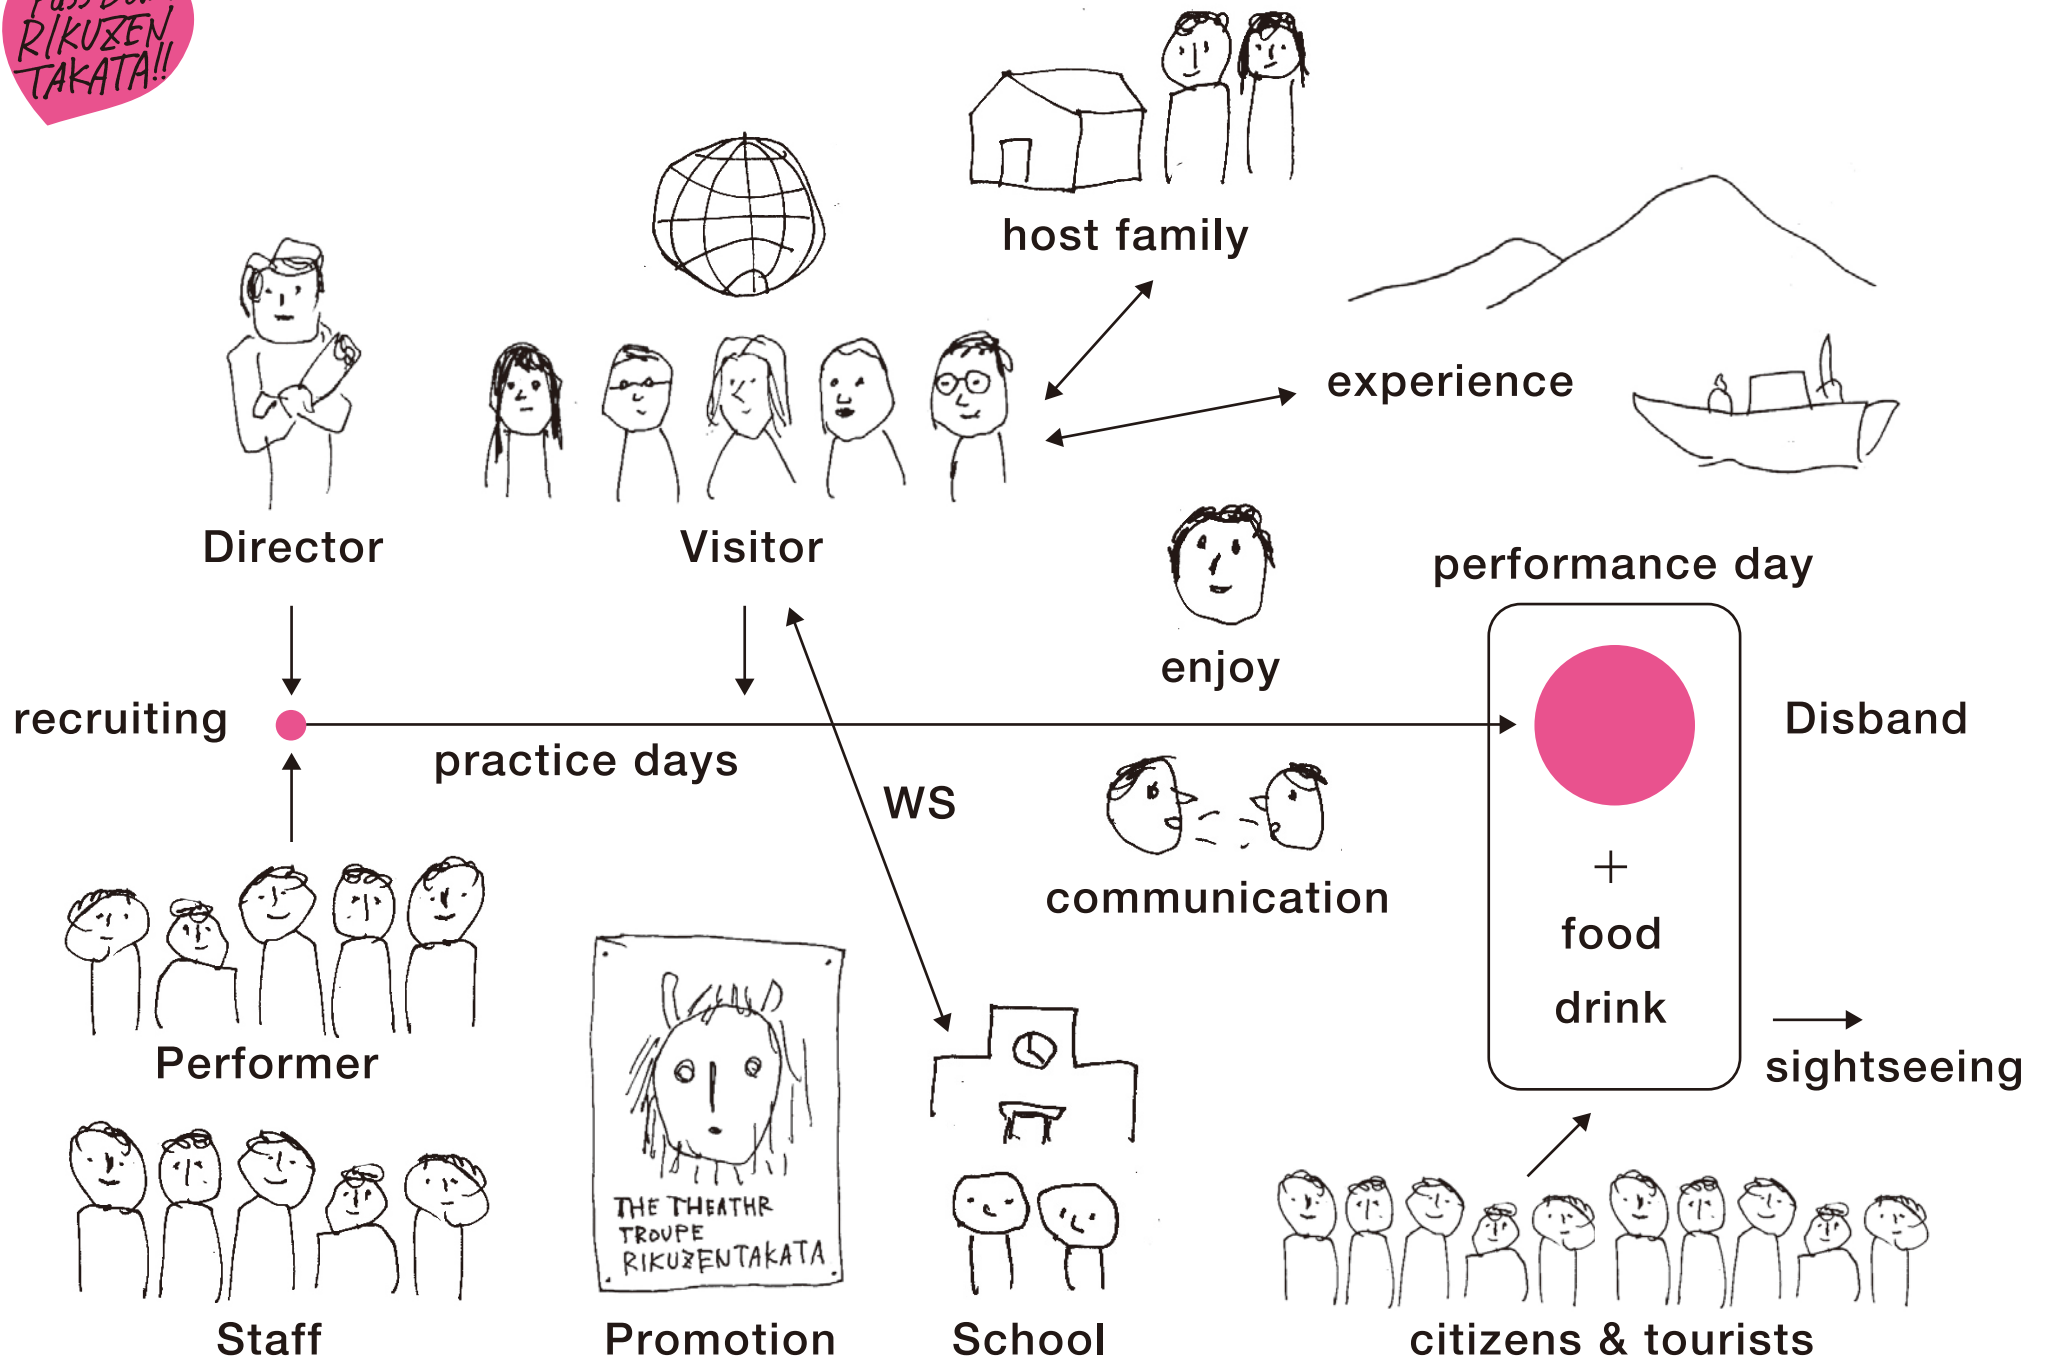 RIKUZEN
TAKATA!!
host family
experience
Director
Visitor
performance day
enjoy
recruiting
Disband
practice days
WS
communication
+
food
drink
Performer
sightseeing
THE THEATHR
TROUPE
RIKUZENTAKATA
Staff
Promotion
School
citizens & tourists